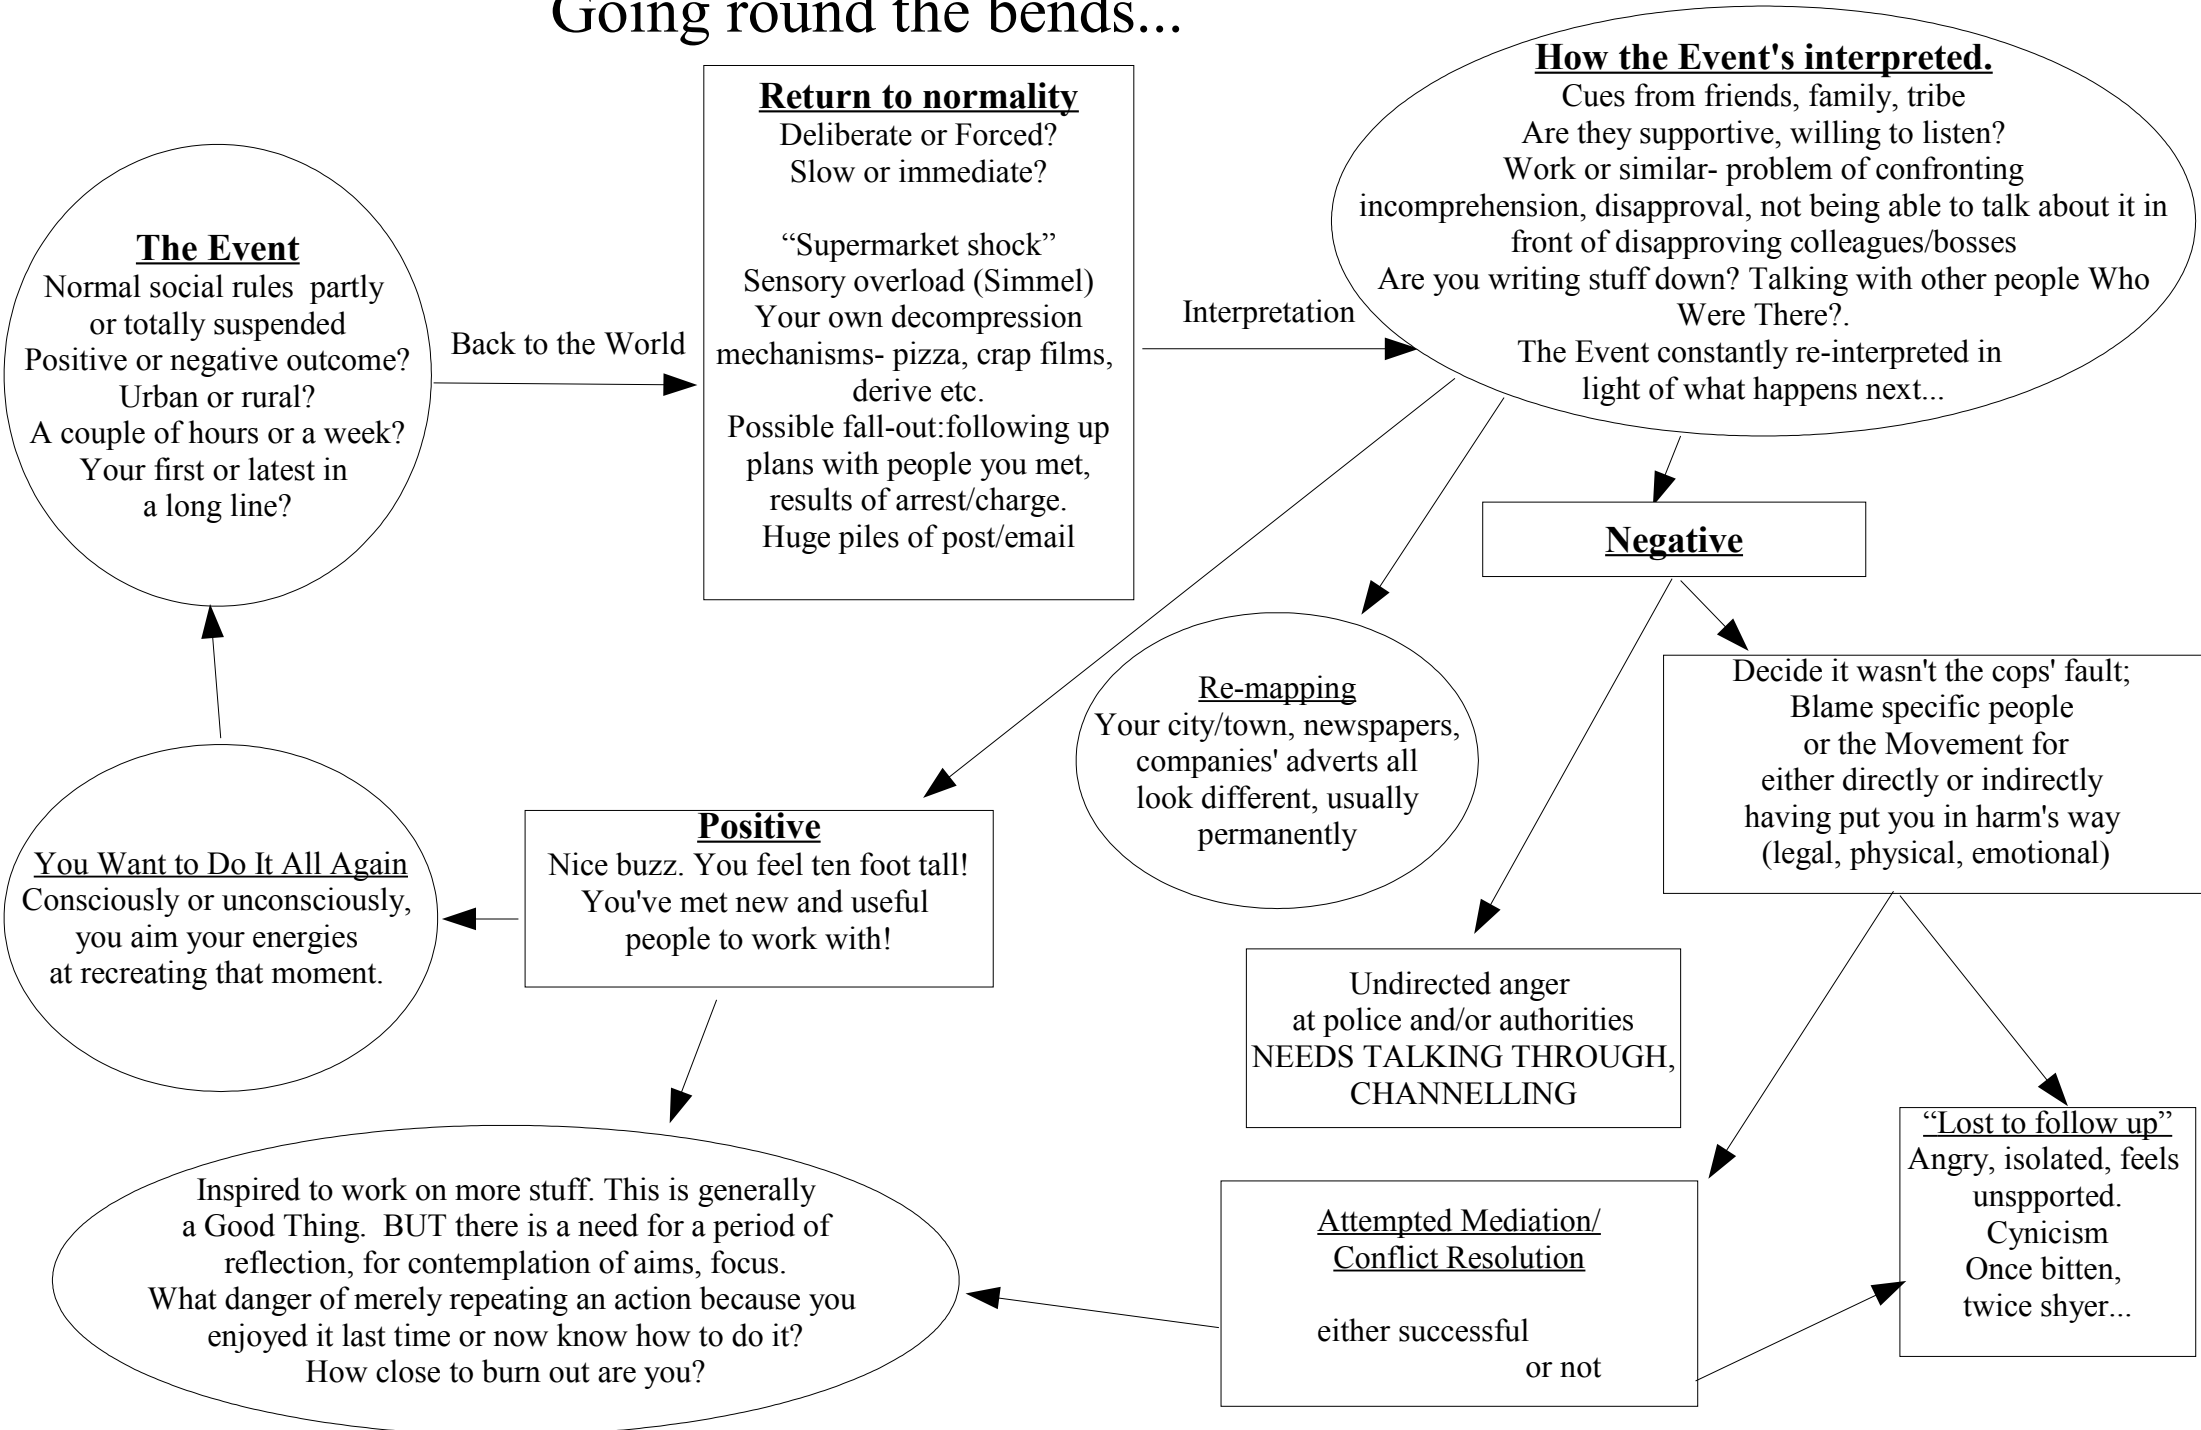 Going round the bends...
The Event
Normal social rules  partly
or totally suspended
Positive or negative outcome?
Urban or rural?
A couple of hours or a week?
Your first or latest in
a long line?
Back to the World
Return to normality
Deliberate or Forced?
Slow or immediate?
“Supermarket shock”
Sensory overload (Simmel)
Your own decompression
mechanisms- pizza, crap films,
derive etc.
Possible fall-out:following up
plans with people you met,
results of arrest/charge.
Huge piles of post/email
Interpretation
How the Event's interpreted.
Cues from friends, family, tribe
Are they supportive, willing to listen?
Work or similar- problem of confronting
incomprehension, disapproval, not being able to talk about it in
front of disapproving colleagues/bosses
Are you writing stuff down? Talking with other people Who
Were There?.
The Event constantly re-interpreted in
light of what happens next...
Negative
Re-mapping
Your city/town, newspapers,
companies' adverts all
look different, usually
permanently
Decide it wasn't the cops' fault;
Blame specific people
or the Movement for
either directly or indirectly
having put you in harm's way
(legal, physical, emotional)
Positive
Nice buzz. You feel ten foot tall!
You've met new and useful
people to work with!
You Want to Do It All Again
Consciously or unconsciously,
you aim your energies
at recreating that moment.
Undirected anger
at police and/or authorities
NEEDS TALKING THROUGH,
CHANNELLING
Inspired to work on more stuff. This is generally
a Good Thing.  BUT there is a need for a period of
reflection, for contemplation of aims, focus.
What danger of merely repeating an action because you
enjoyed it last time or now know how to do it?
How close to burn out are you?
Attempted Mediation/
Conflict Resolution
either successful
or not
“Lost to follow up”
Angry, isolated, feels
unspported.
Cynicism
Once bitten,
twice shyer...